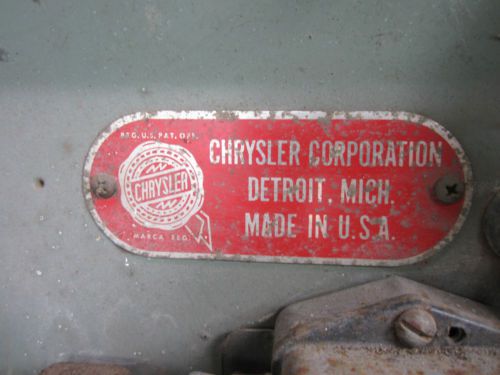 REG. U.S. PAT. OFF.
CHRYSLER
MARCA REG.
CHRYSLER CORPORATION
DETROIT, MICH.
MADE IN U.S.A.